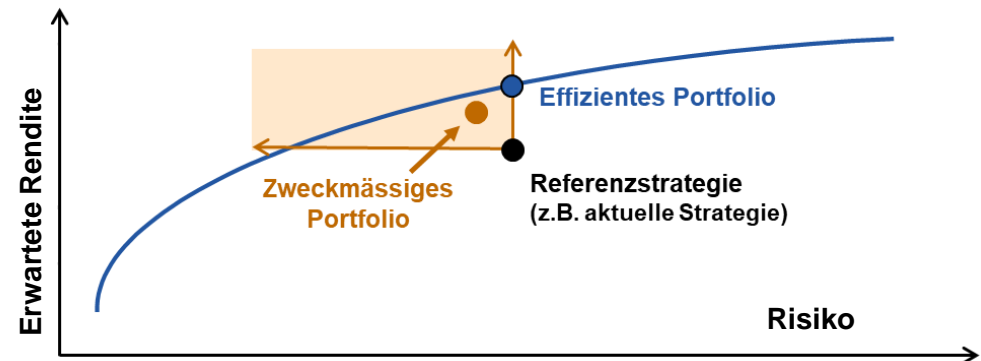 Erwartete Rendite
Effizientes Portfolio
Zweckmässiges
Portfolio
Referenzstrategie
(z.B. aktuelle Strategie)
Risiko